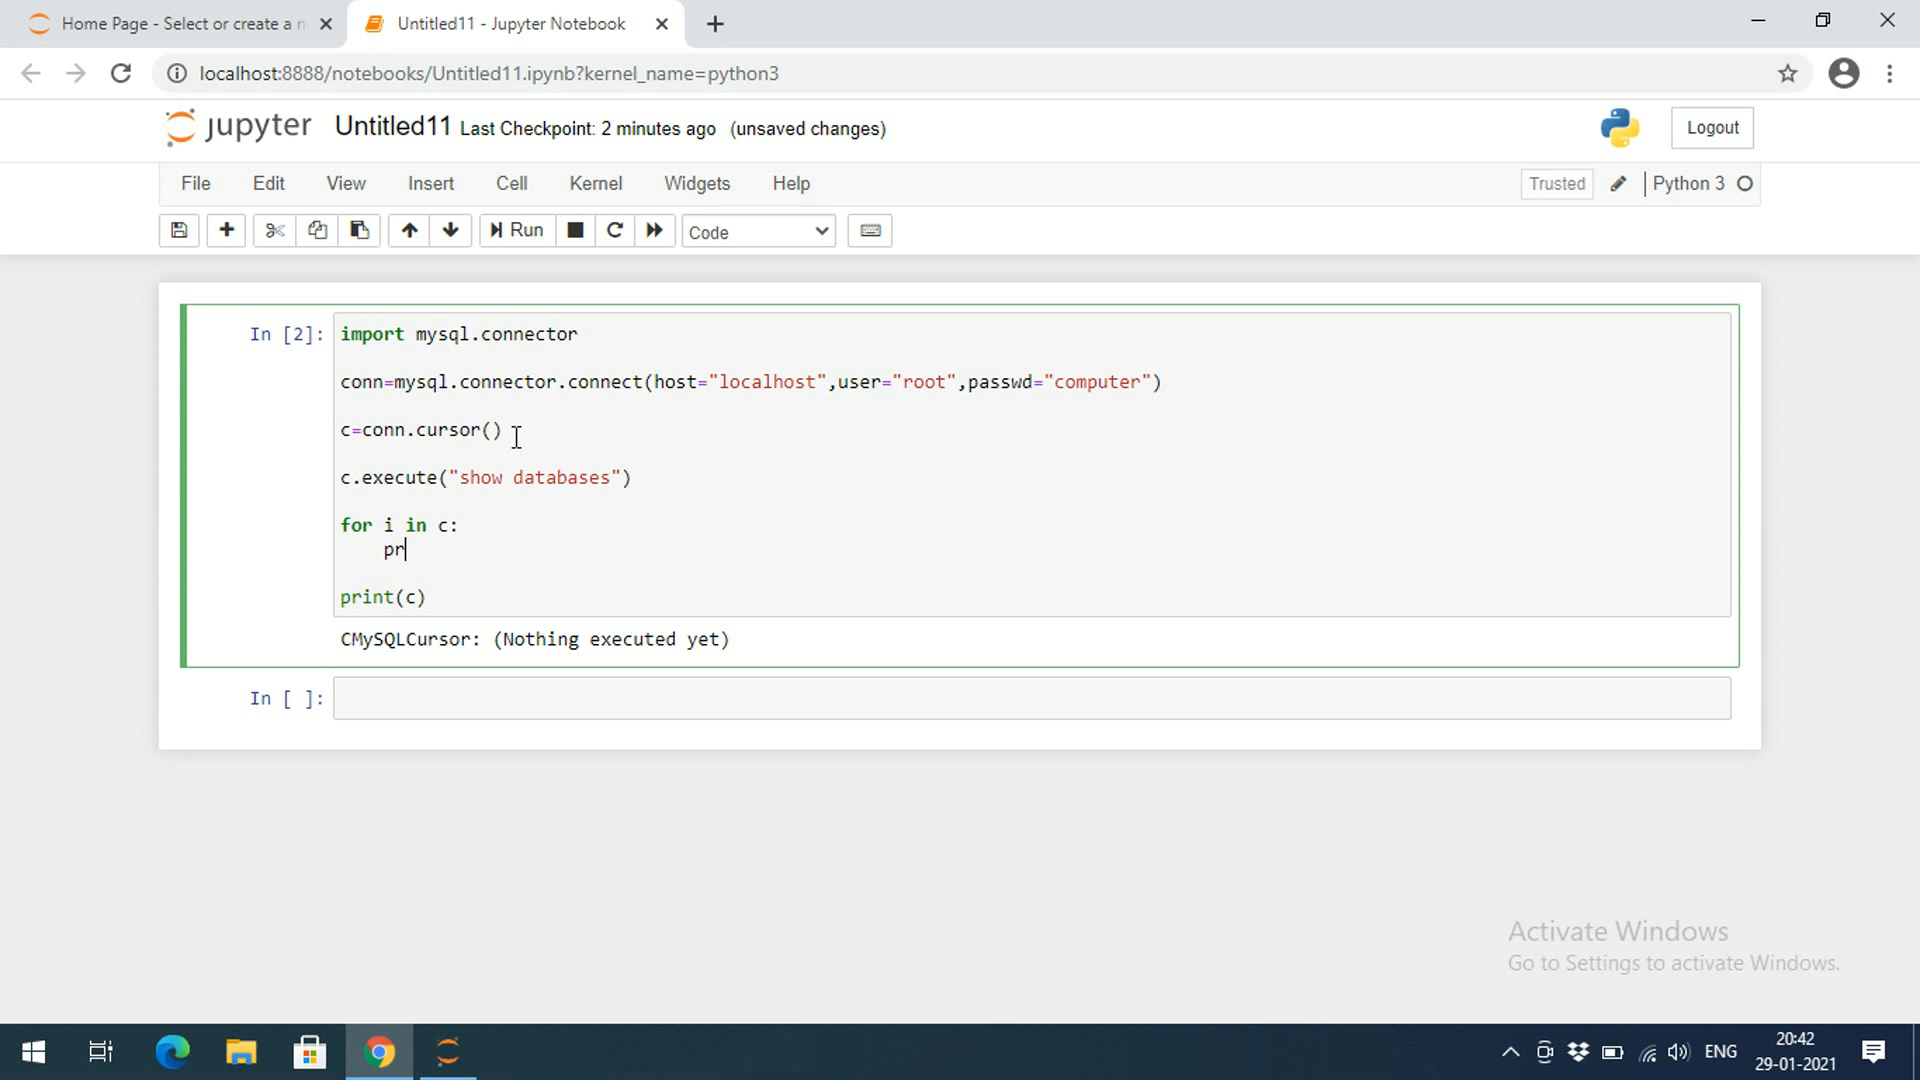 Home Page - Select or create a n
Untitled11 - Jupyter Notebook
localhost:8888/notebooks/Untitled11.ipynb?kernel_name=python3
jupyter Untitled11 Last Checkpoint: 2 minutes ago (unsaved changes)
Logout
File Edit View Insert Cell Kernel Widgets Help
Trusted Python 3
Run Code
In [2]: import mysql.connector
conn=mysql.connector.connect(host="localhost",user="root",passwd="computer")
c=conn.cursor()
c.execute("show databases")
for i in c:
pr
print(c)
CMySQLCursor: (Nothing executed yet)
In [ ]:
Activate Windows
Go to Settings to activate Windows.
ENG
20:42
29-01-2021